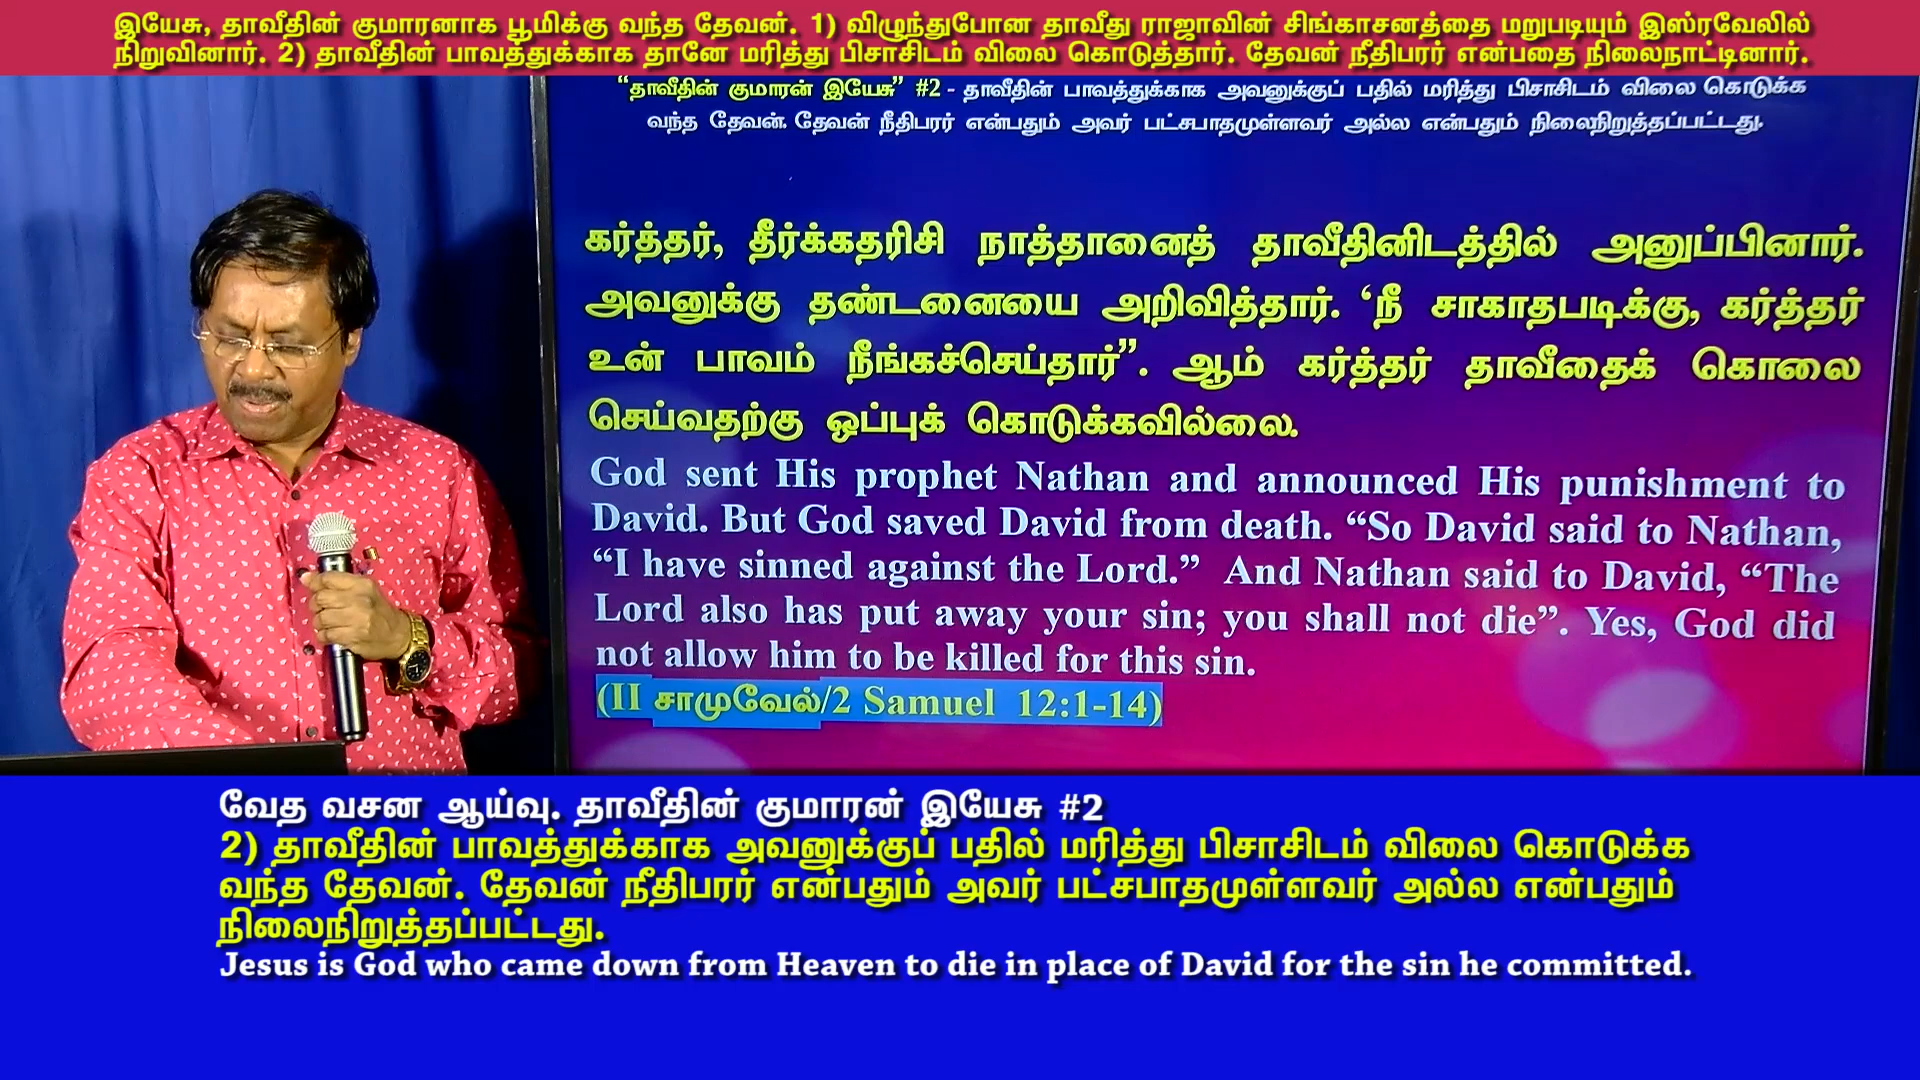 இயேசு, தாவீதின் குமாரனாக பூமிக்கு வந்த தேவன். 1) விழுந்துபோன தாவீது ராஜாவின் சிங்காசனத்தை மறுபடியும் இஸ்ரவேலில்
நிறுவினார். 2) தாவீதின் பாவத்துக்காக தானே மரித்து பிசாசிடம் விலை கொடுத்தார். தேவன் நீதிபரர் என்பதை நிலைநாட்டினார்.
“தாவீதின் குமாரன் இயேசு” #2 - தாவீதின் பாவத்துக்காக அவனுக்குப் பதில் மரித்து பிசாசிடம் விலை கொடுக்க
வந்த தேவன். தேவன் நீதிபரர் என்பதும் அவர் பட்சபாதமுள்ளவர் அல்ல என்பதும் நிலைநிறுத்தப்பட்டது.
கர்த்தர், தீர்க்கதரிசி நாத்தானைத் தாவீதினிடத்தில் அனுப்பினார்.
அவனுக்கு தண்டனையை அறிவித்தார். ‘நீ சாகாதபடிக்கு, கர்த்தர்
உன் பாவம் நீங்கச்செய்தார்”. ஆம் கர்த்தர் தாவீதைக் கொலை
செய்வதற்கு ஒப்புக் கொடுக்கவில்லை.
God sent His prophet Nathan and announced His punishment to
David. But God saved David from death. “So David said to Nathan,
“I have sinned against the Lord.” And Nathan said to David, “The
Lord also has put away your sin; you shall not die”. Yes, God did
not allow him to be killed for this sin.
(II சாமுவேல்/2 Samuel 12:1-14)
வேத வசன ஆய்வு. தாவீதின் குமாரன் இயேசு #2
2) தாவீதின் பாவத்துக்காக அவனுக்குப் பதில் மரித்து பிசாசிடம் விலை கொடுக்க
வந்த தேவன். தேவன் நீதிபரர் என்பதும் அவர் பட்சபாதமுள்ளவர் அல்ல என்பதும்
நிலைநிறுத்தப்பட்டது.
Jesus is God who came down from Heaven to die in place of David for the sin he committed.